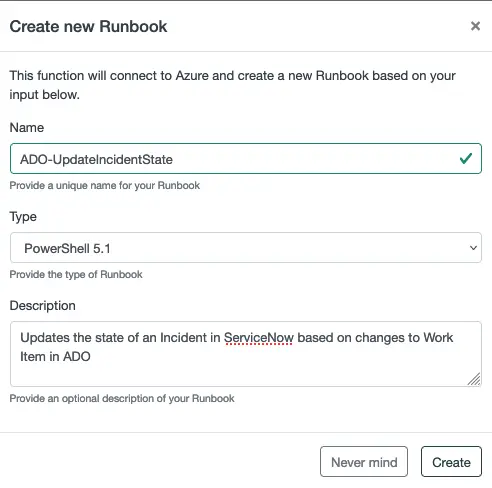 Create new Runbook ×
This function will connect to Azure and create a new Runbook based on your
input below.
Name
ADO-UpdateIncidentState
Provide a unique name for your Runbook
Type
PowerShell 5.1
Provide the type of Runbook
Description
Updates the state of an Incident in ServiceNow based on changes to Work
Item in ADO
Provide an optional description of your Runbook
Never mind Create